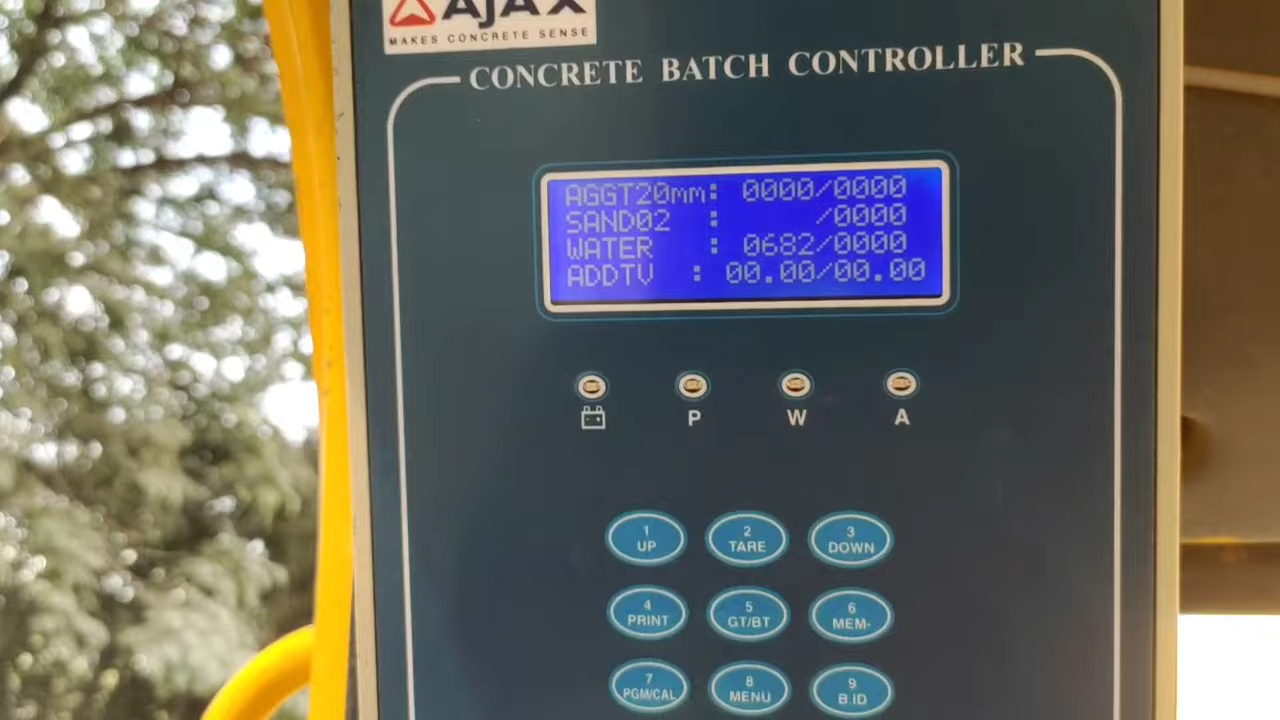 AJAX
MAKES CONCRETE SENSE
CONCRETE BATCH CONTROLLER
AGGT20mm: 0000/0000
SAND02 : /0000
WATER : 0682/0000
ADDTV : 00.00/00.00
P W A
1 UP
2 TARE
3 DOWN
4 PRINT
5 GT/BT
6 MEM-
7 PGM/CAL
8 MENU
9 B.ID